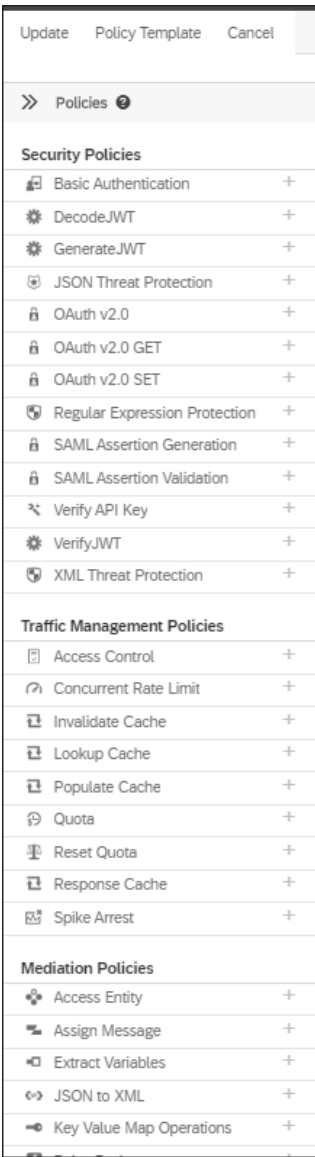 Update Policy Template Cancel
Policies
Security Policies
Basic Authentication
DecodeJWT
GenerateJWT
JSON Threat Protection
OAuth v2.0
OAuth v2.0 GET
OAuth v2.0 SET
Regular Expression Protection
SAML Assertion Generation
SAML Assertion Validation
Verify API Key
VerifyJWT
XML Threat Protection
Traffic Management Policies
Access Control
Concurrent Rate Limit
Invalidate Cache
Lookup Cache
Populate Cache
Quota
Reset Quota
Response Cache
Spike Arrest
Mediation Policies
Access Entity
Assign Message
Extract Variables
JSON to XML
Key Value Map Operations